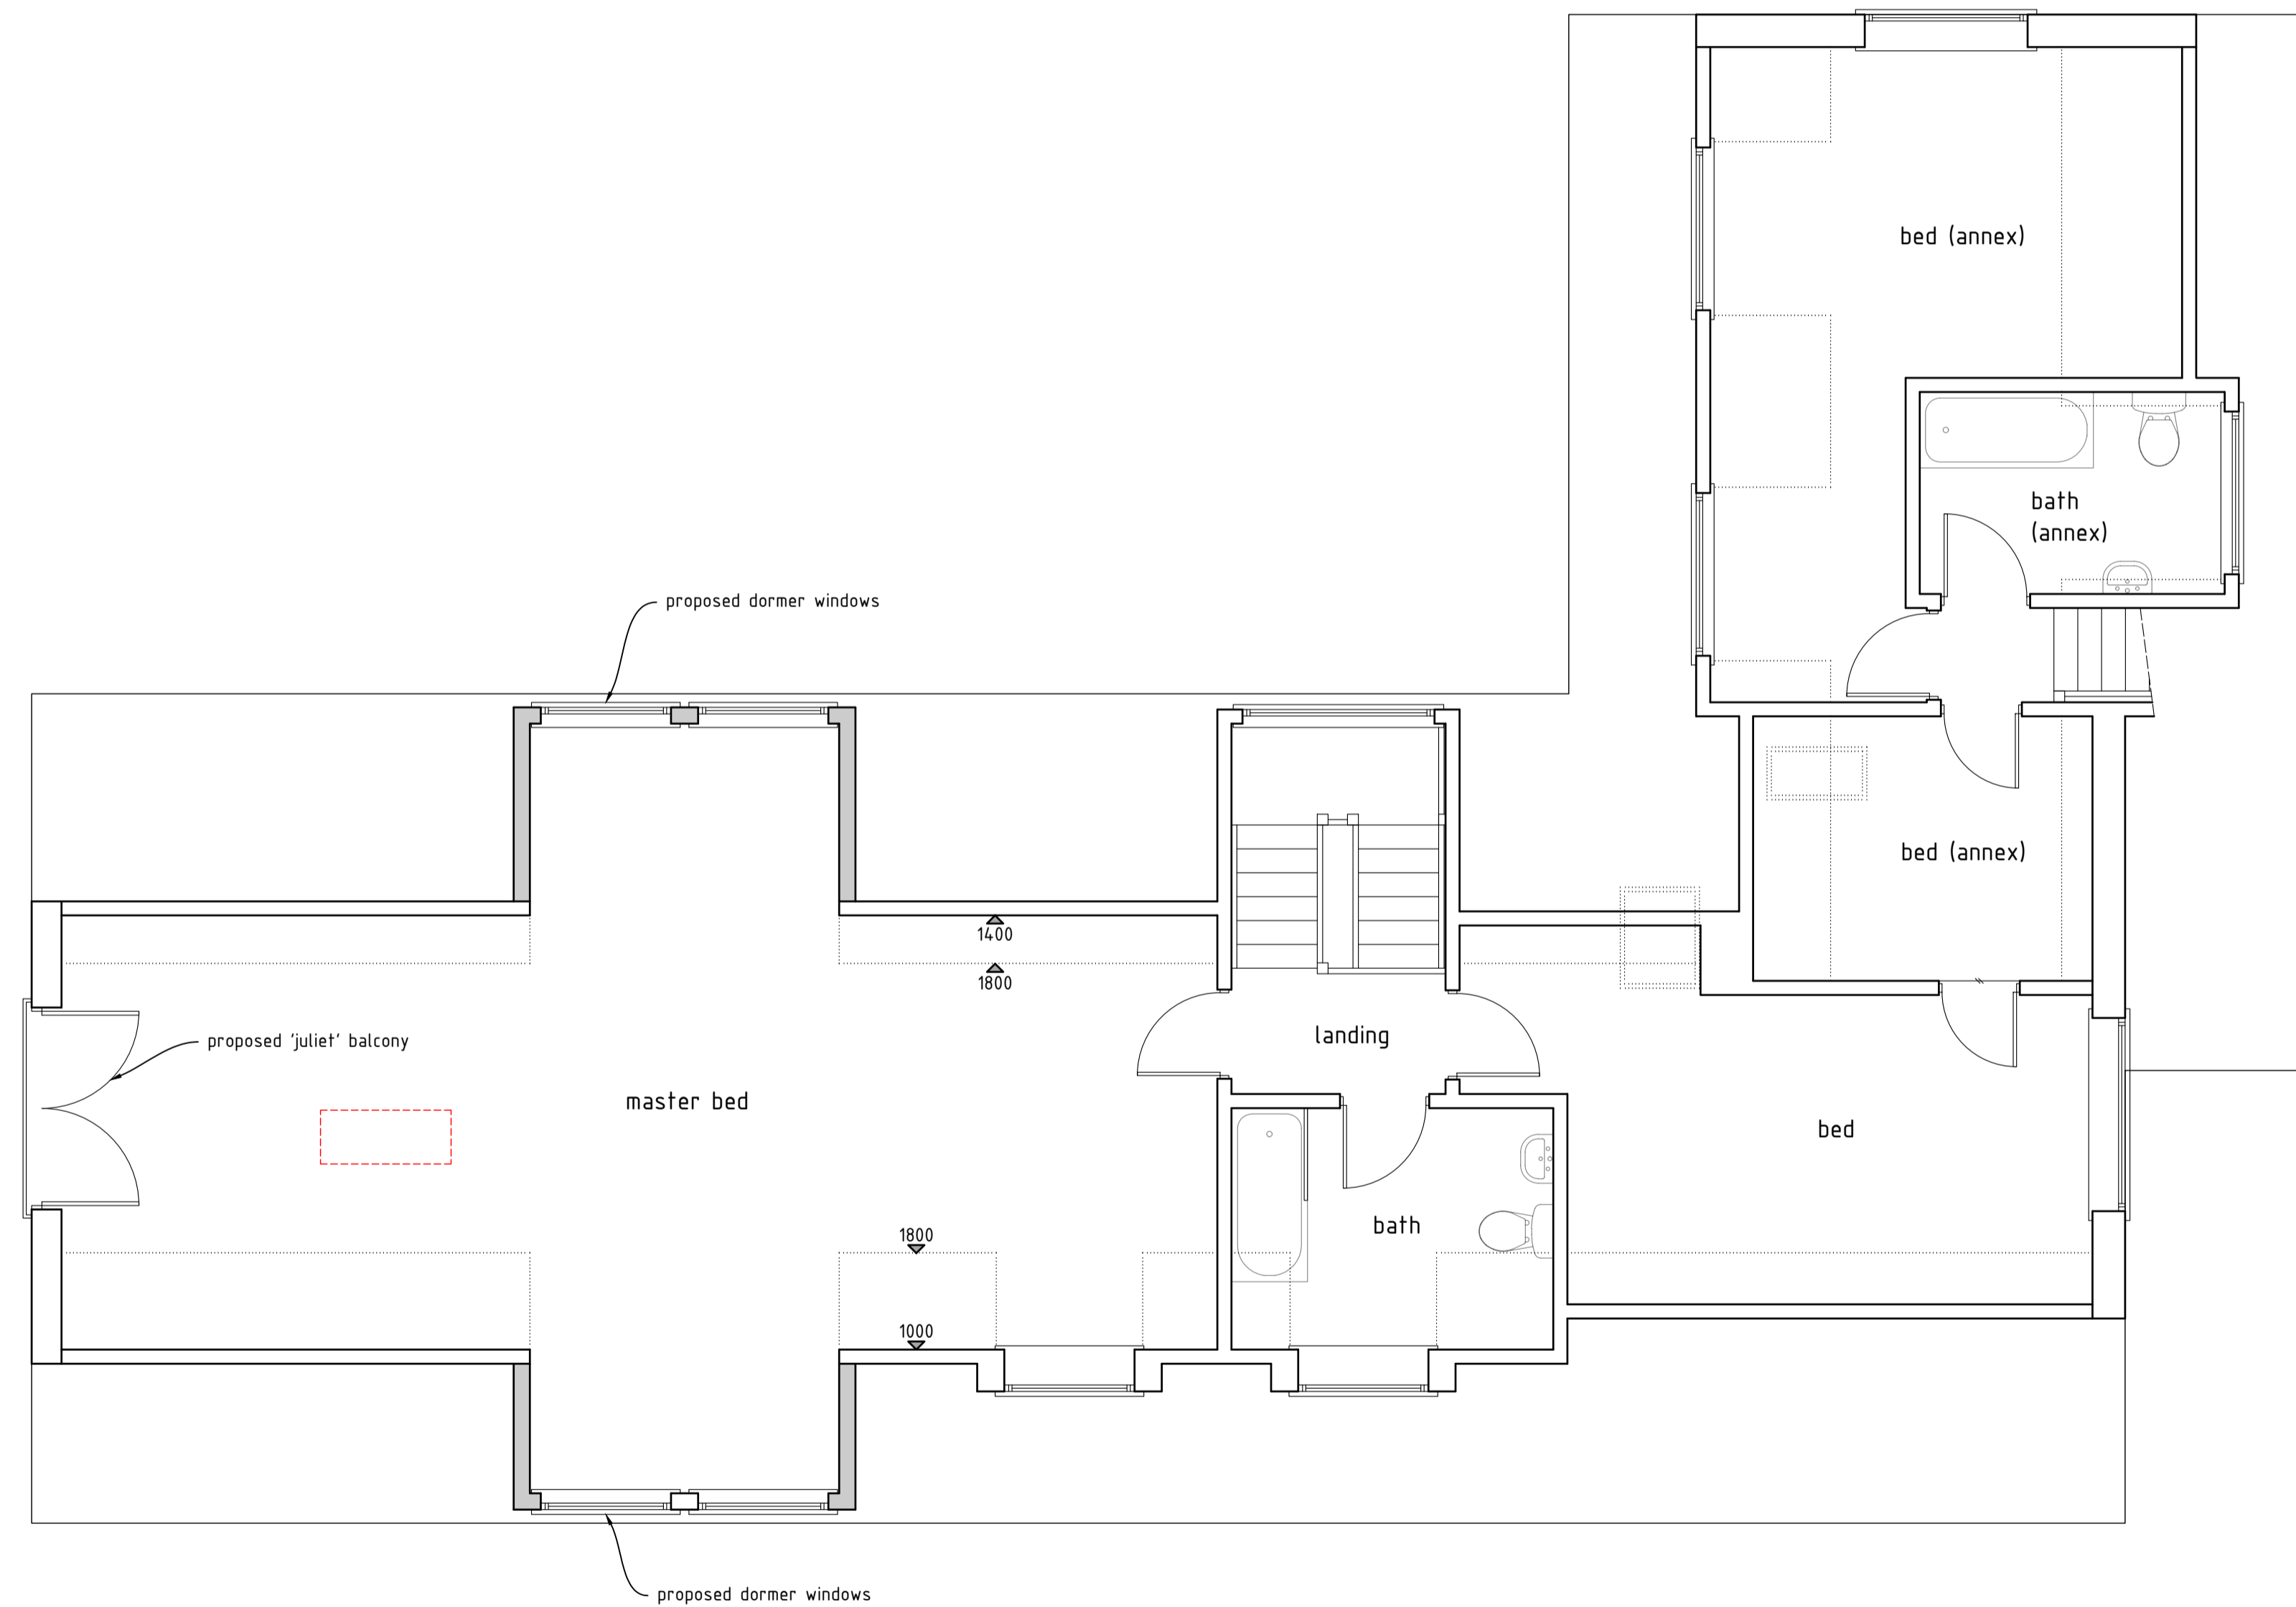 bed (annex)
bath
(annex)
proposed dormer windows
bed (annex)
1400
1800
proposed 'juliet' balcony
landing
master bed
bed
bath
1800
1000
proposed dormer windows